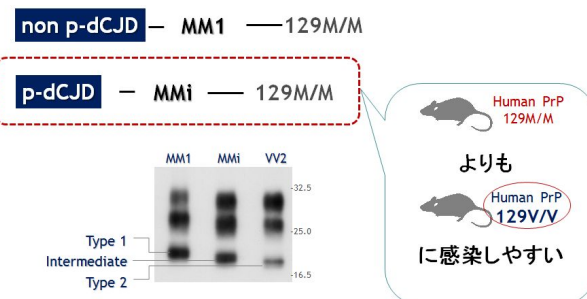 non p-dCJD – MM1 — 129M/M
p-dCJD – MMi — 129M/M
Human PrP
129M/M
よりも
Human PrP
129V/V
に感染しやすい
MM1 MMi VV2
-32.5
-25.0
-16.5
Type 1
Intermediate
Type 2